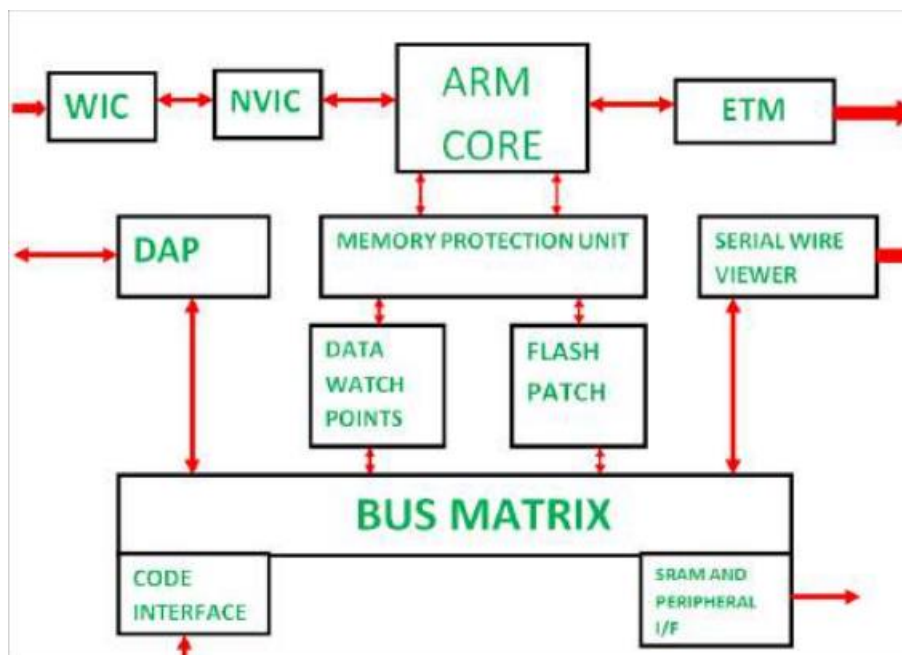 WIC
NVIC
ARM
CORE
ETM
DAP
MEMORY PROTECTION UNIT
SERIAL WIRE
VIEWER
DATA
WATCH
POINTS
FLASH
PATCH
BUS MATRIX
CODE
INTERFACE
SRAM AND
PERIPHERAL
I/F